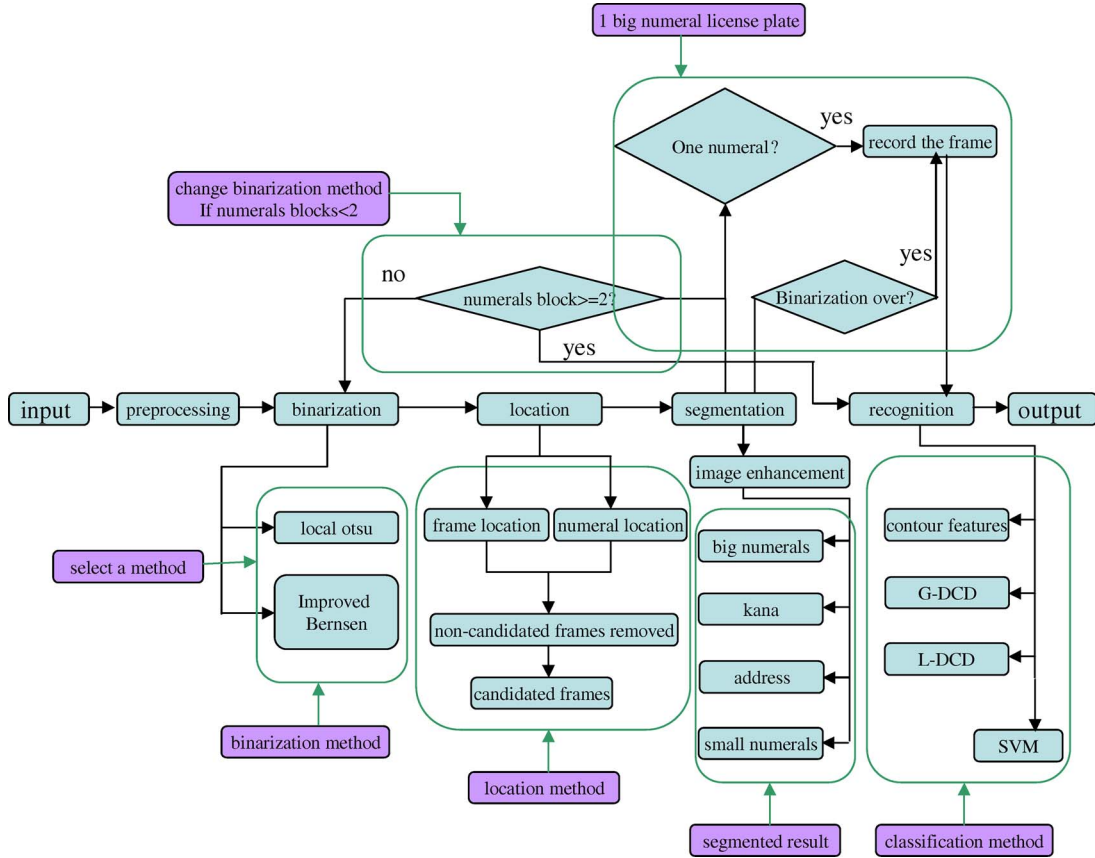 1 big numeral license plate
yes
One numeral?
record the frame
change binarization method
If numerals blocks<2
yes
no
numerals block>=2?
Binarization over?
yes
input
preprocessing
binarization
location
segmentation
recognition
output
image enhancement
frame location
numeral location
local otsu
contour features
big numerals
select a method
Improved
Bernsen
G-DCD
kana
non-candidated frames removed
L-DCD
address
candidated frames
binarization method
small numerals
SVM
location method
segmented result
classification method